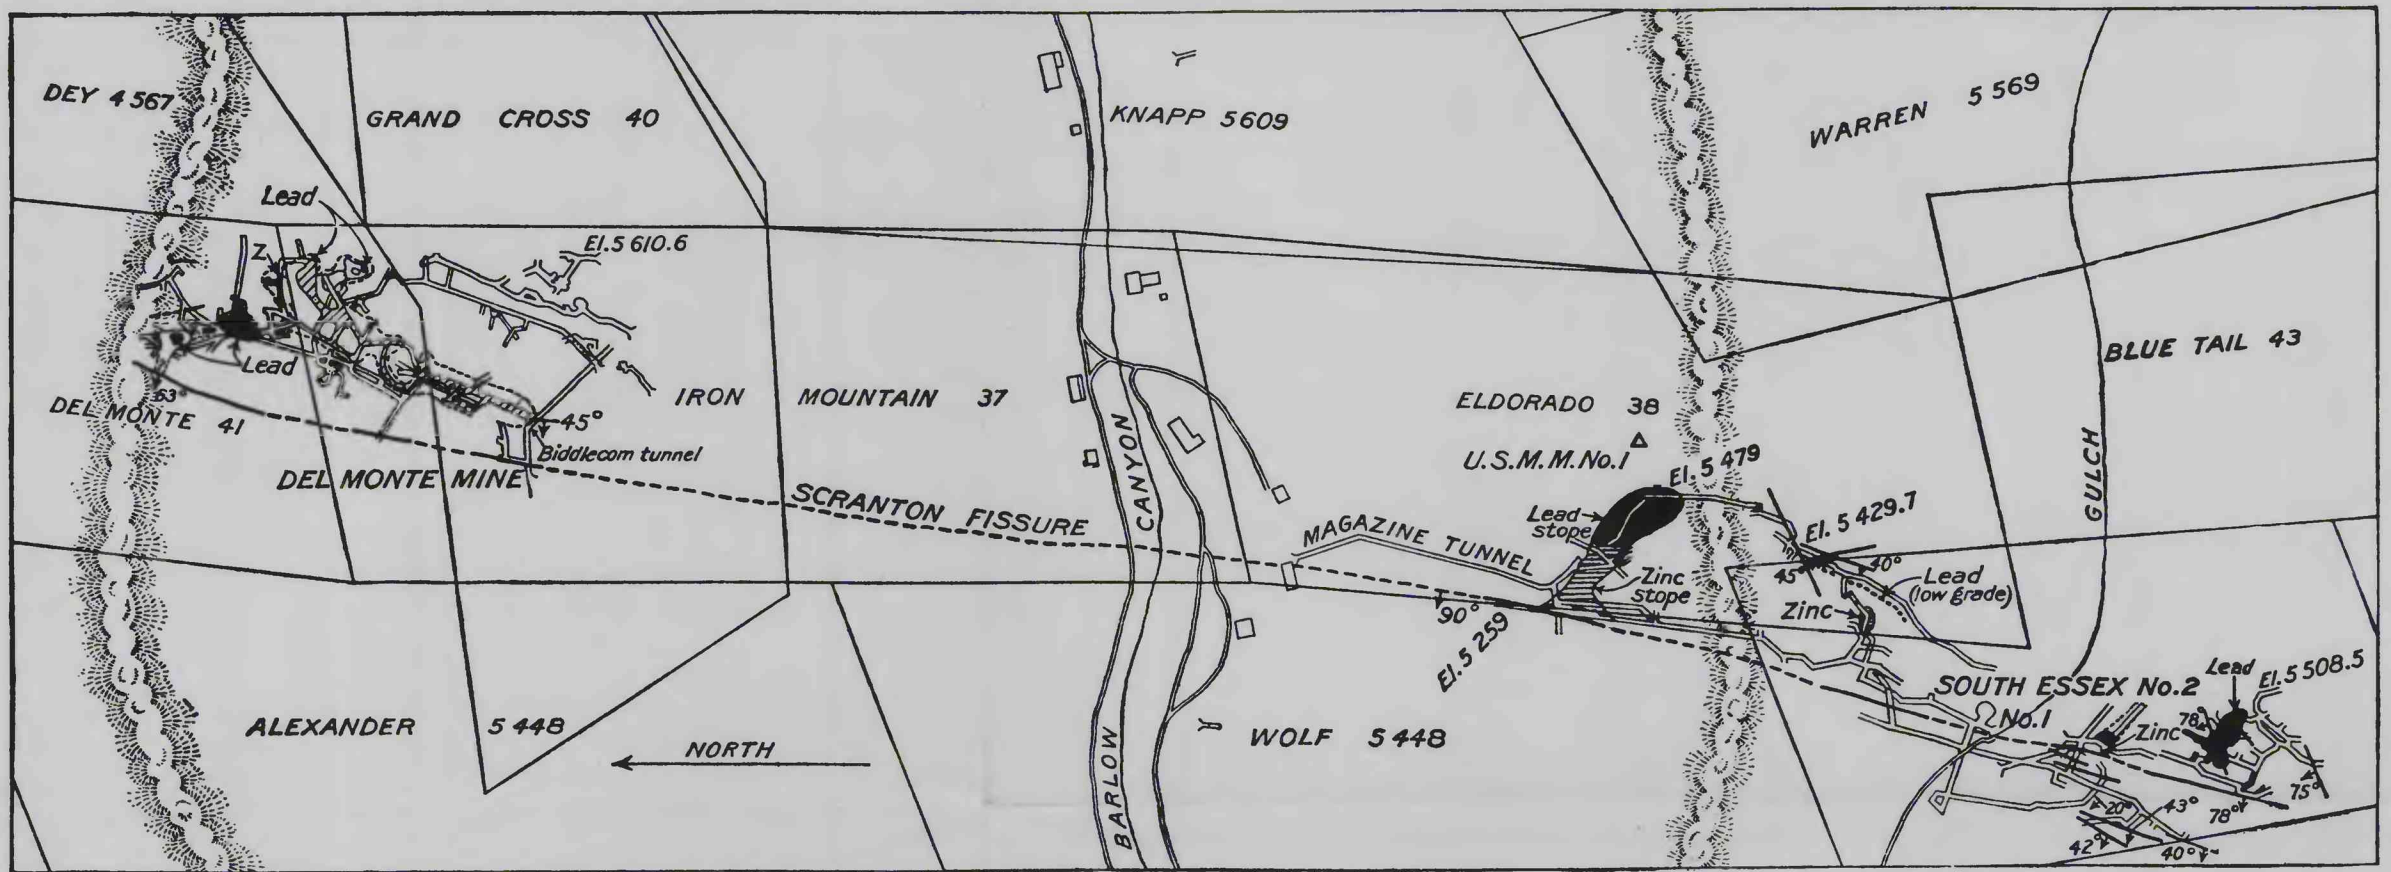 DEY 4567
GRAND CROSS 40
KNAPP 5609
WARREN 5569
Lead
Z
El. 5610.6
Lead
63°
DEL MONTE 41
45°
Biddlecom tunnel
DEL MONTE MINE
IRON MOUNTAIN 37
SCRANTON FISSURE
BARLOW CANYON
ELDORADO 38
U.S.M.M. No.1
BLUE TAIL 43
GULCH
El. 5479
Lead stope
MAGAZINE TUNNEL
Zinc stope
El. 5429.7
45°
40°
Lead
(low grade)
Zinc
90°
El. 5259
ALEXANDER 5448
NORTH
WOLF 5448
SOUTH ESSEX No.2
No.1
Lead
El. 5508.5
78°
Zinc
75°
78°
20°
43°
42°
40°